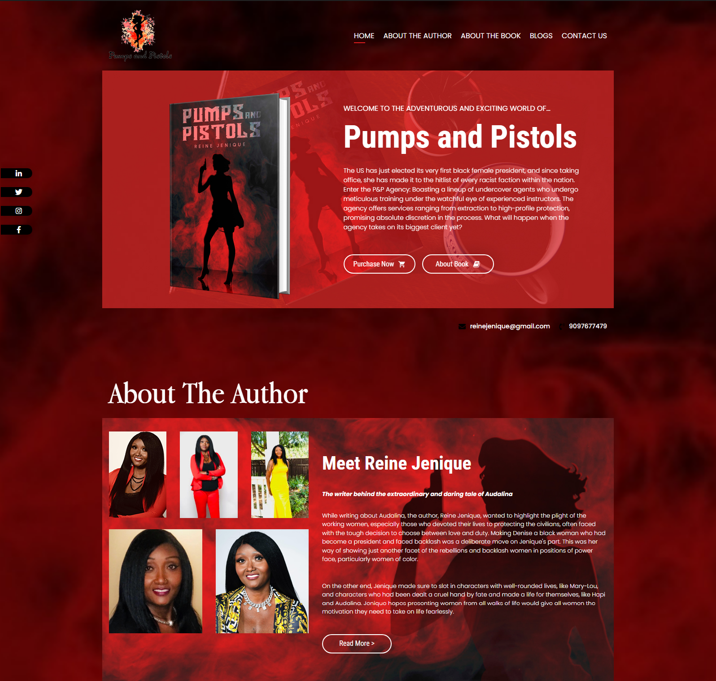 Pumps and Pistols
HOME
ABOUT THE AUTHOR
ABOUT THE BOOK
BLOGS
CONTACT US
PUMPS AND
PISTOLS
REINE JENIQUE
WELCOME TO THE ADVENTUROUS AND EXCITING WORLD OF...
Pumps and Pistols
The US has just elected its very first black female president, and since taking
office, she has made it to the hitlist of every racist faction within the nation.
Enter the P&P Agency: Boasting a lineup of undercover agents who undergo
meticulous training under the watchful eye of experienced instructors. The
agency offers services ranging from extraction to high-profile protection,
promising absolute discretion in the process. What will happen when the
agency takes on its biggest client yet?
Purchase Now
About Book
reinejenique@gmail.com
9097677479
About The Author
Meet Reine Jenique
The writer behind the extraordinary and daring tale of Audalina
While writing about Audalina, the author, Reine Jenique, wanted to highlight the plight of the
working women, especially those who devoted their lives to protecting the civilians, often faced
with the tough decision to choose between love and duty. Making Denise a black woman who had
become a president and faced backlash was a deliberate move on Jenique's part. This was her
way of showing just another facet of the rebellions and backlash women in positions of power
face, particularly women of color.
On the other end, Jenique made sure to slot in characters with well-rounded lives, like Mary-Lou,
and characters who had been dealt a cruel hand by fate and made a life for themselves, like Hopi
and Audalina. Jenique hopes presenting women from all walks of life would give all women the
motivation they need to take on life fearlessly.
Read More >